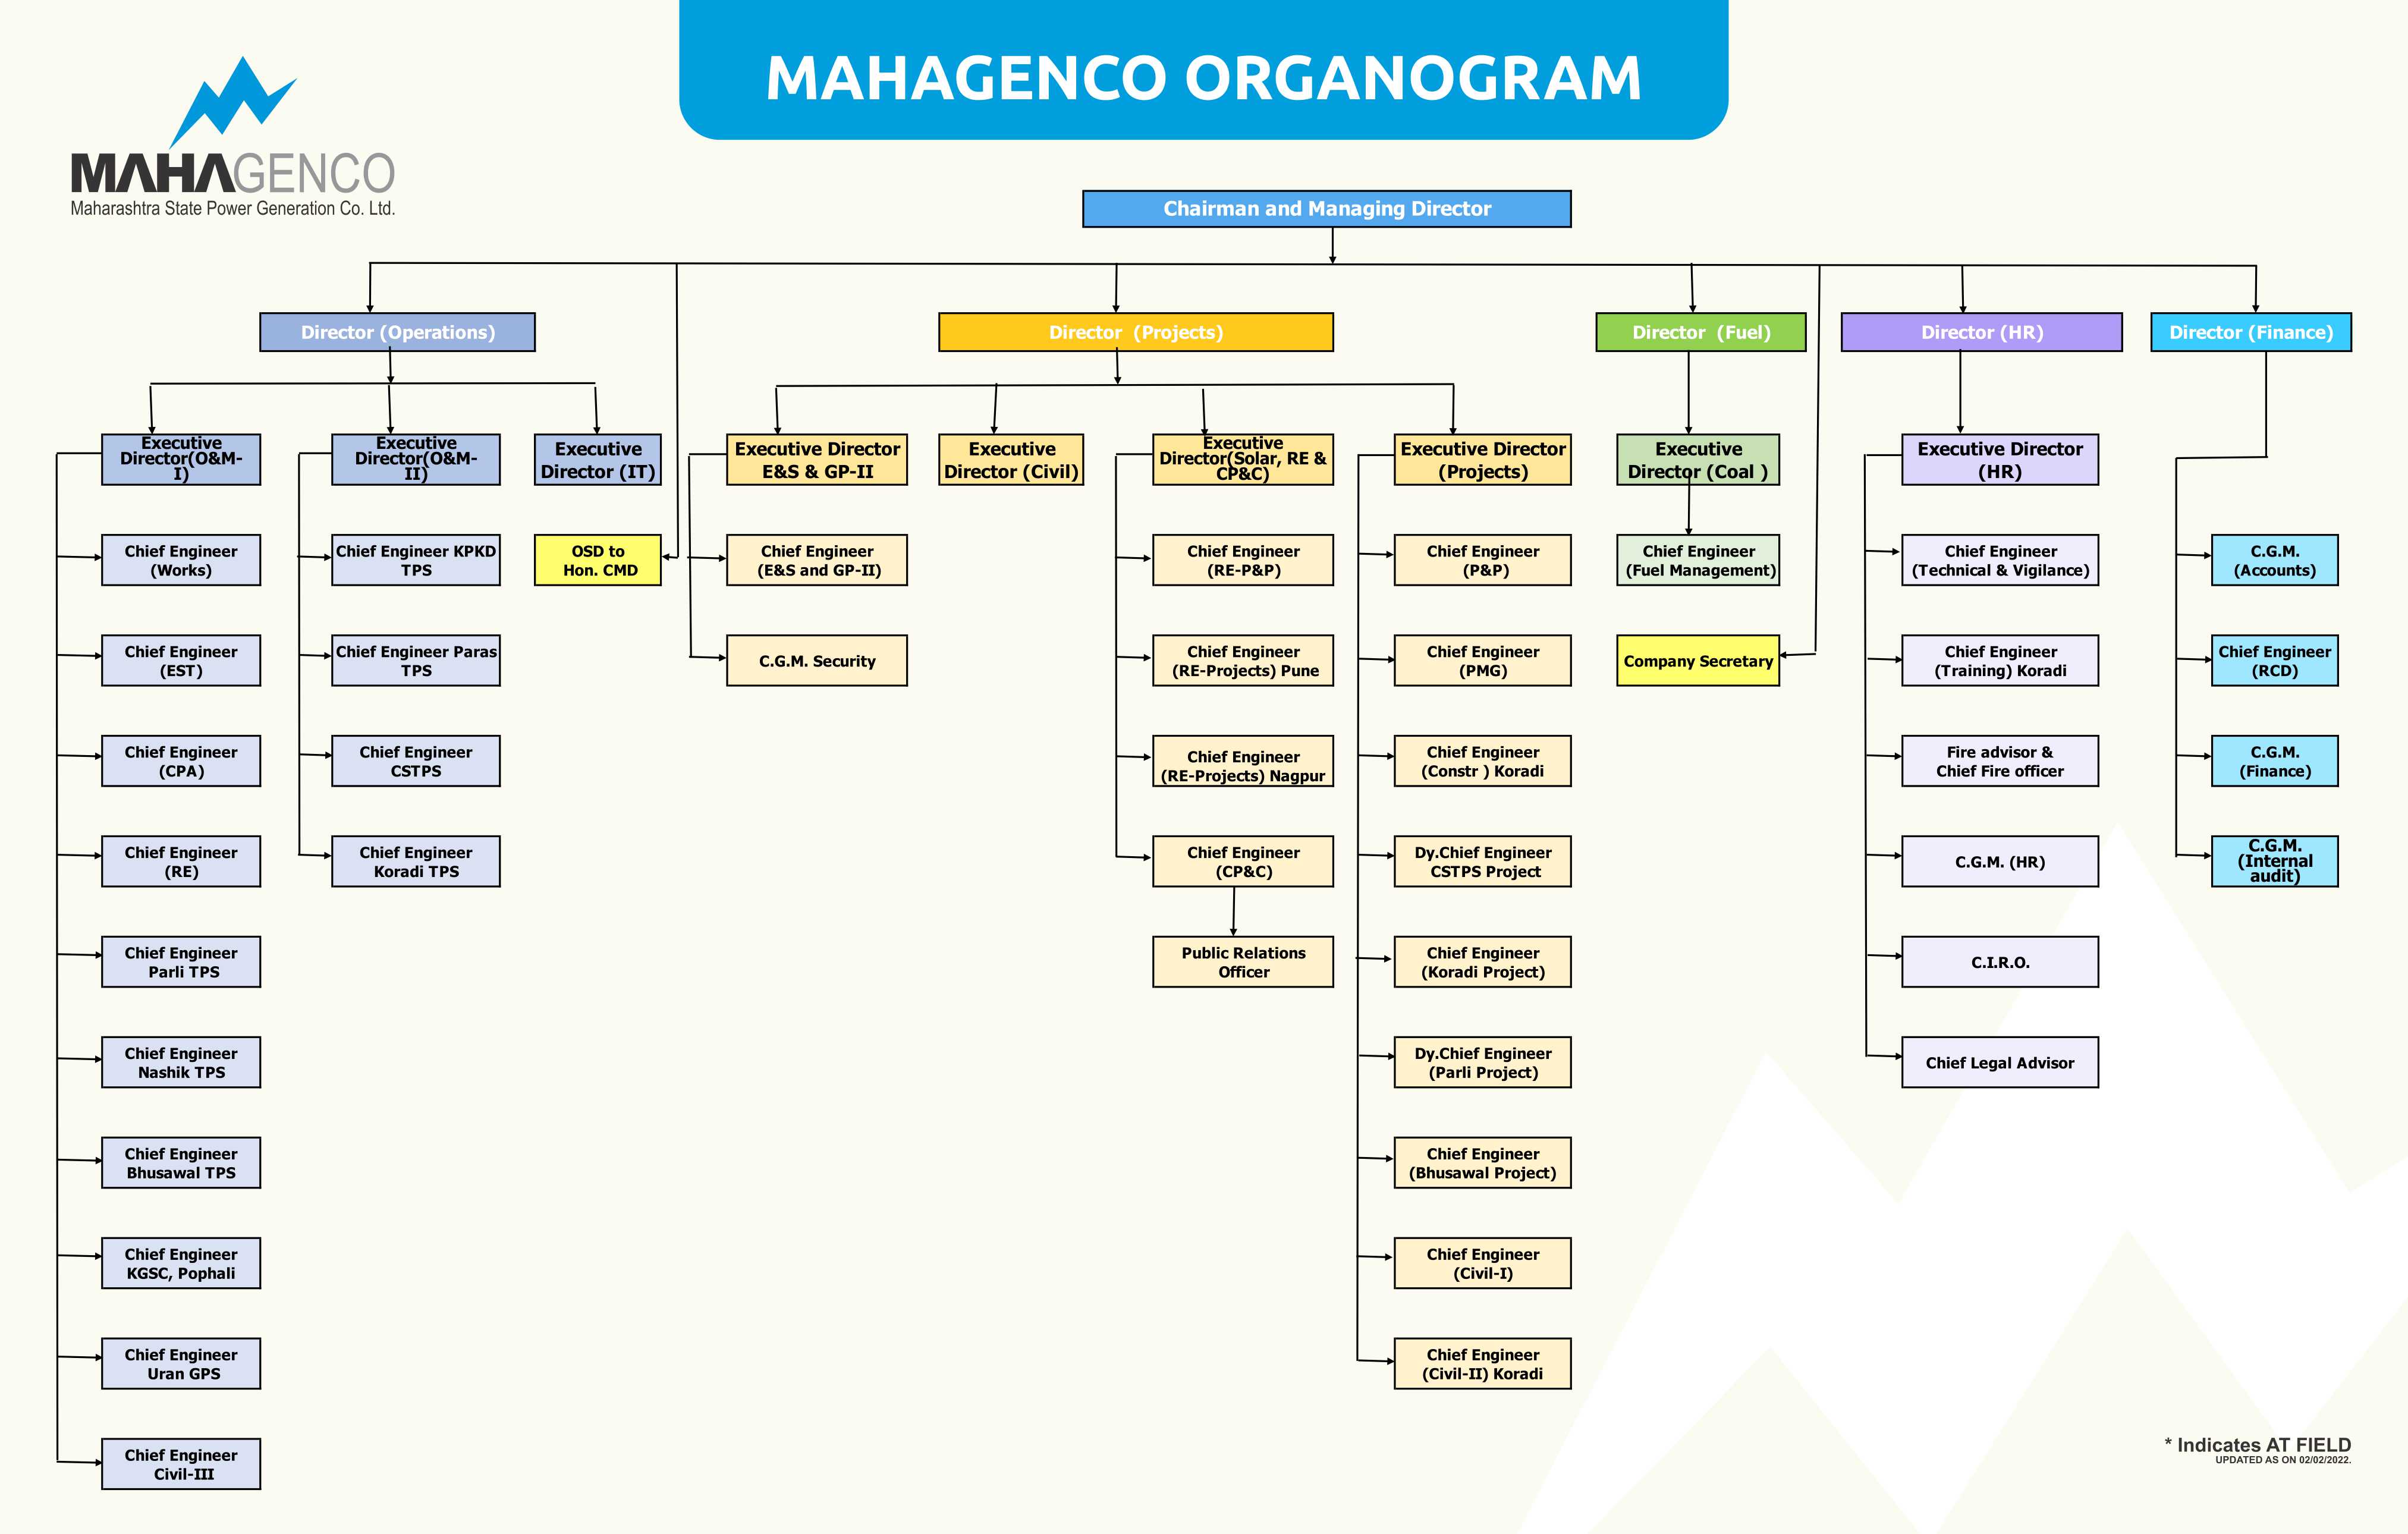 MAHAGENCO ORGANOGRAM
MAHAGENCO
Maharashtra State Power Generation Co. Ltd.
Chairman and Managing Director
Director (Operations)
Director (Projects)
Director (Fuel)
Director (HR)
Director (Finance)
Executive
Director(O&M-
I)
Executive
Director(O&M-
II)
Executive
Director (IT)
Executive Director
E&S & GP-II
Executive
Director (Civil)
Executive
Director(Solar, RE &
CP&C)
Executive Director
(Projects)
Executive
Director (Coal )
Executive Director
(HR)
Chief Engineer
(Works)
Chief Engineer KPKD
TPS
OSD to
Hon. CMD
Chief Engineer
(E&S and GP-II)
Chief Engineer
(RE-P&P)
Chief Engineer
(P&P)
Chief Engineer
(Fuel Management)
Chief Engineer
(Technical & Vigilance)
C.G.M.
(Accounts)
Chief Engineer
(EST)
Chief Engineer Paras
TPS
C.G.M. Security
Chief Engineer
(RE-Projects) Pune
Chief Engineer
(PMG)
Company Secretary
Chief Engineer
(Training) Koradi
Chief Engineer
(RCD)
Chief Engineer
(CPA)
Chief Engineer
CSTPS
Chief Engineer
(RE-Projects) Nagpur
Chief Engineer
(Constr ) Koradi
Fire advisor &
Chief Fire officer
C.G.M.
(Finance)
Chief Engineer
(RE)
Chief Engineer
Koradi TPS
Chief Engineer
(CP&C)
Dy.Chief Engineer
CSTPS Project
C.G.M. (HR)
C.G.M.
(Internal
audit)
Chief Engineer
Parli TPS
Public Relations
Officer
Chief Engineer
(Koradi Project)
C.I.R.O.
Chief Engineer
Nashik TPS
Dy.Chief Engineer
(Parli Project)
Chief Legal Advisor
Chief Engineer
Bhusawal TPS
Chief Engineer
(Bhusawal Project)
Chief Engineer
KGSC, Pophali
Chief Engineer
(Civil-I)
Chief Engineer
Uran GPS
Chief Engineer
(Civil-II) Koradi
Chief Engineer
Civil-III
* Indicates AT FIELD
UPDATED AS ON 02/02/2022.